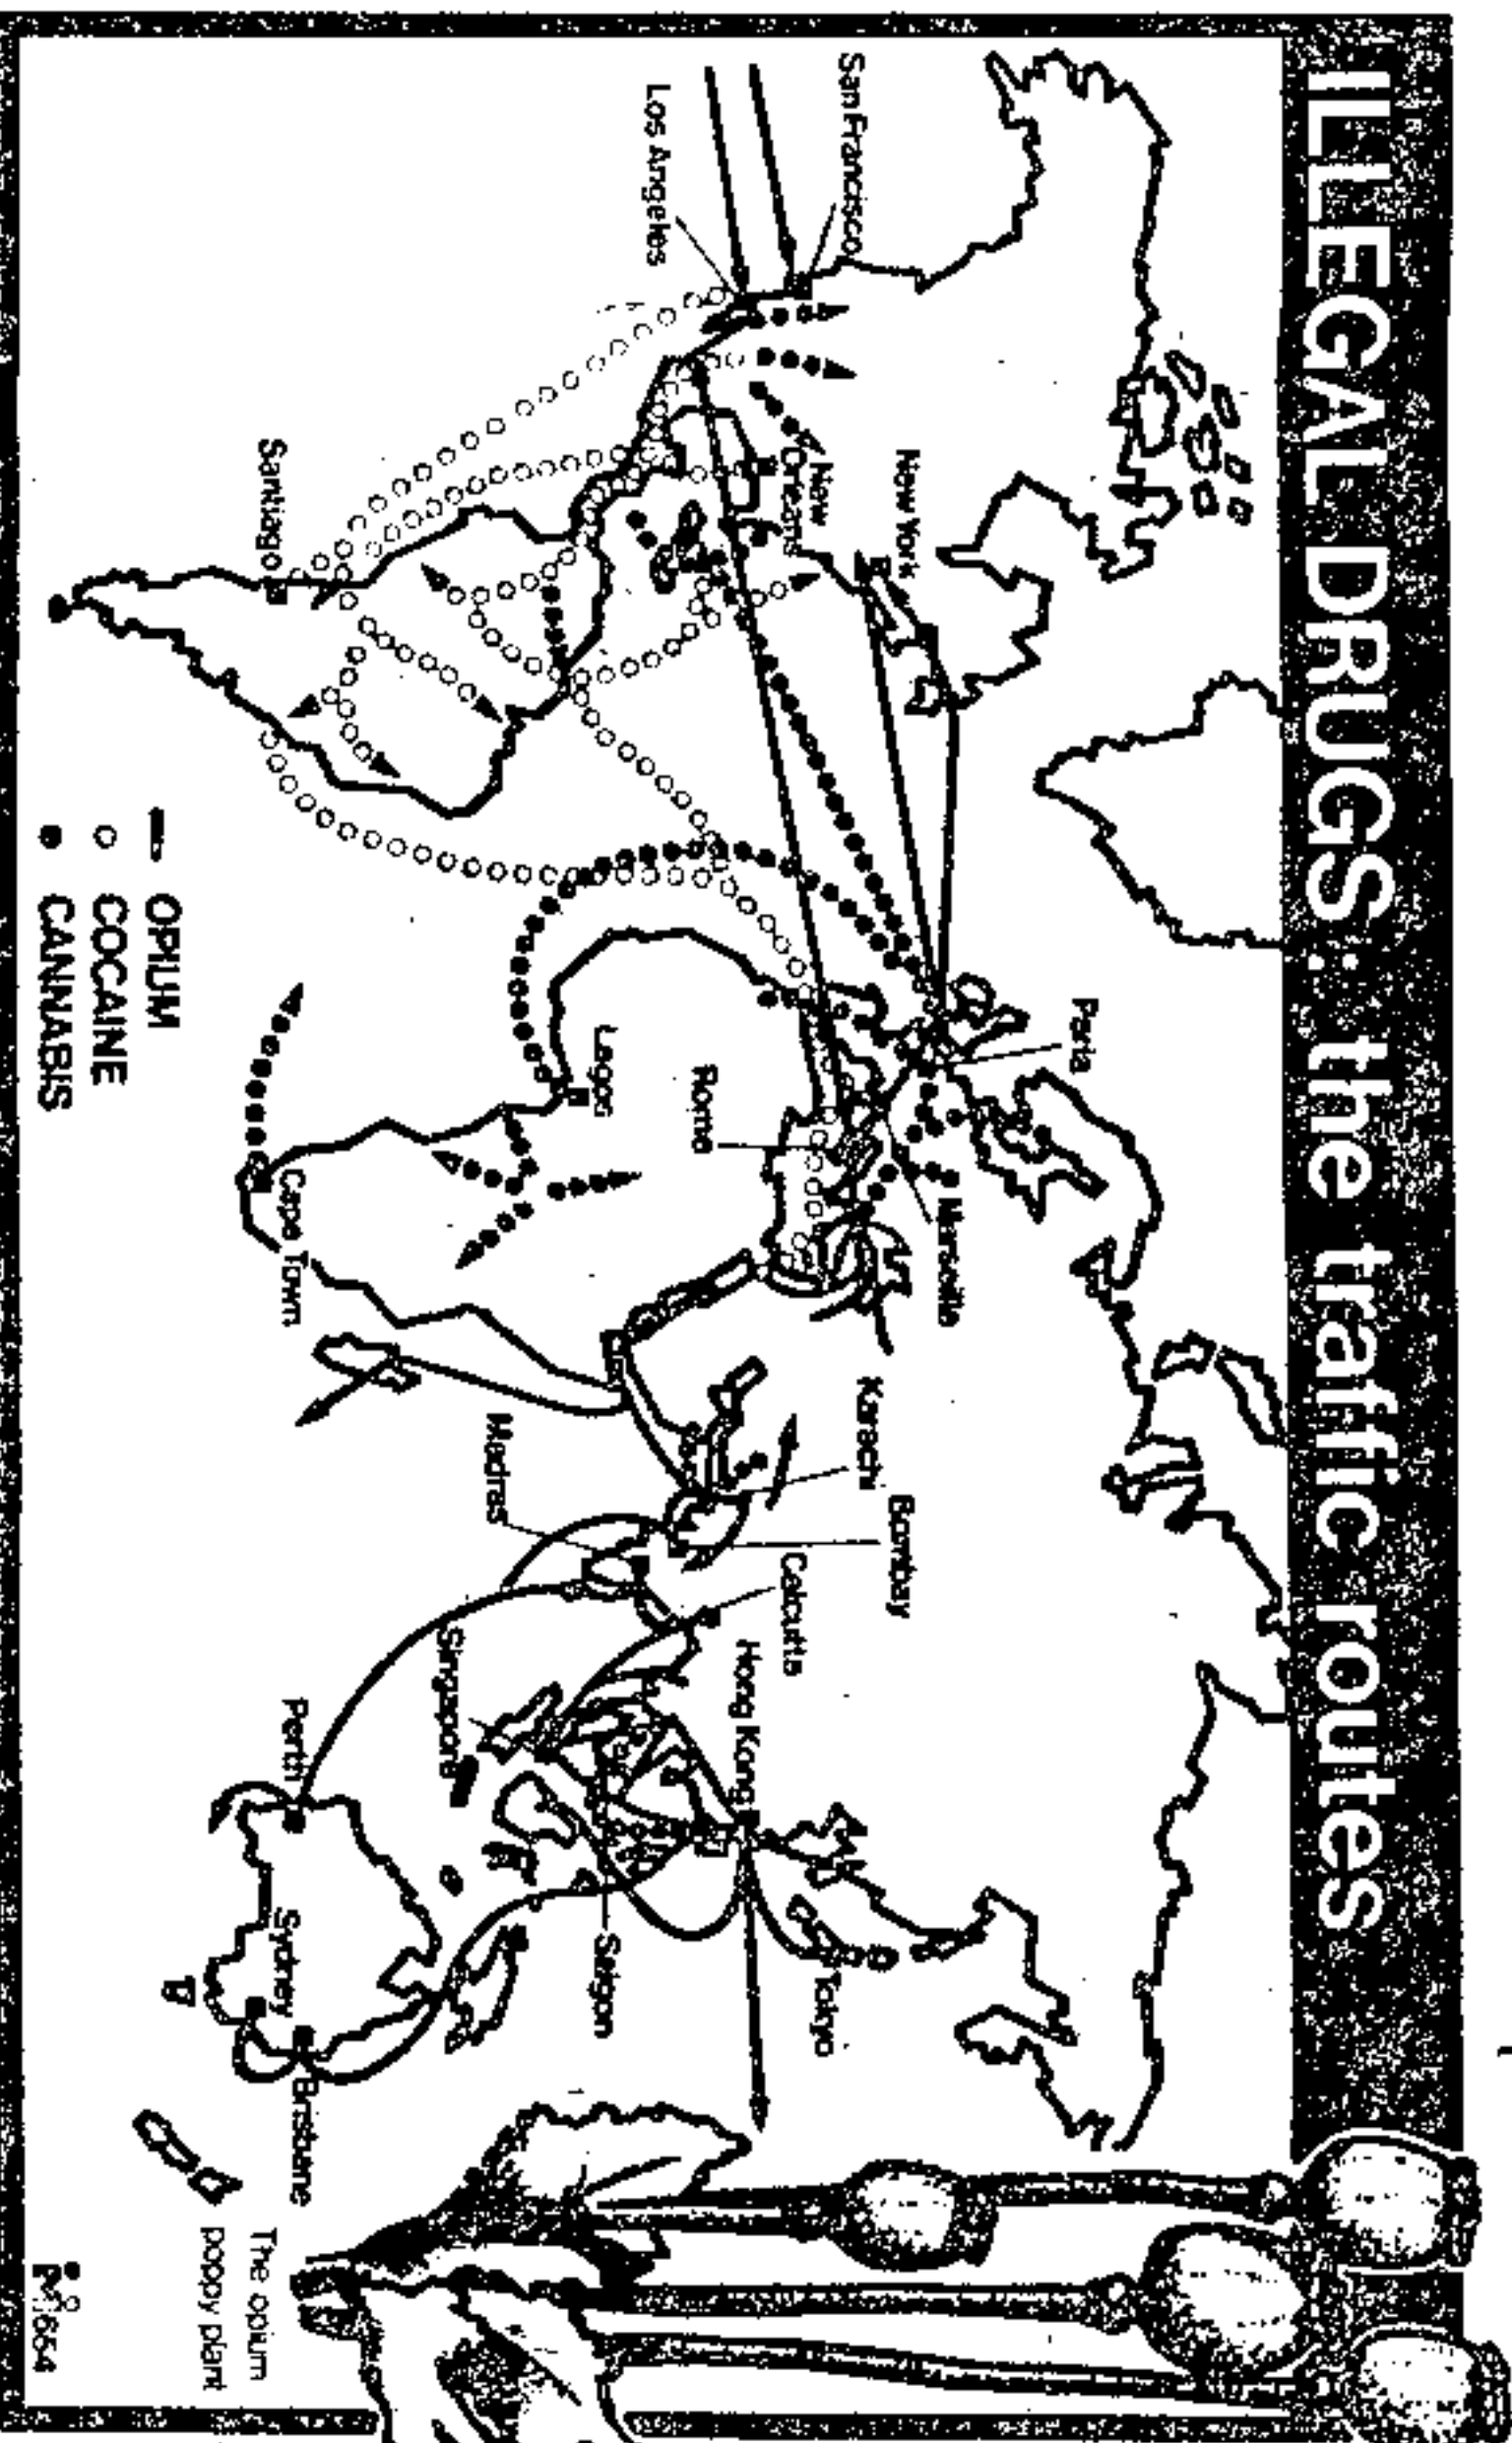 ILLEGAL DRUGS: the traffic routes
San Francisco
Los Angeles
New York
New
Orleans
Santiago
Paris
Marseille
Rome
Lagos
Cape Town
Karachi
Bombay
Calcutta
Madras
Hong Kong
Singapore
Saigon
Tokyo
Perth
Sydney
Brisbane
OPIUM
COCAINE
CANNABIS
The opium
poppy plant